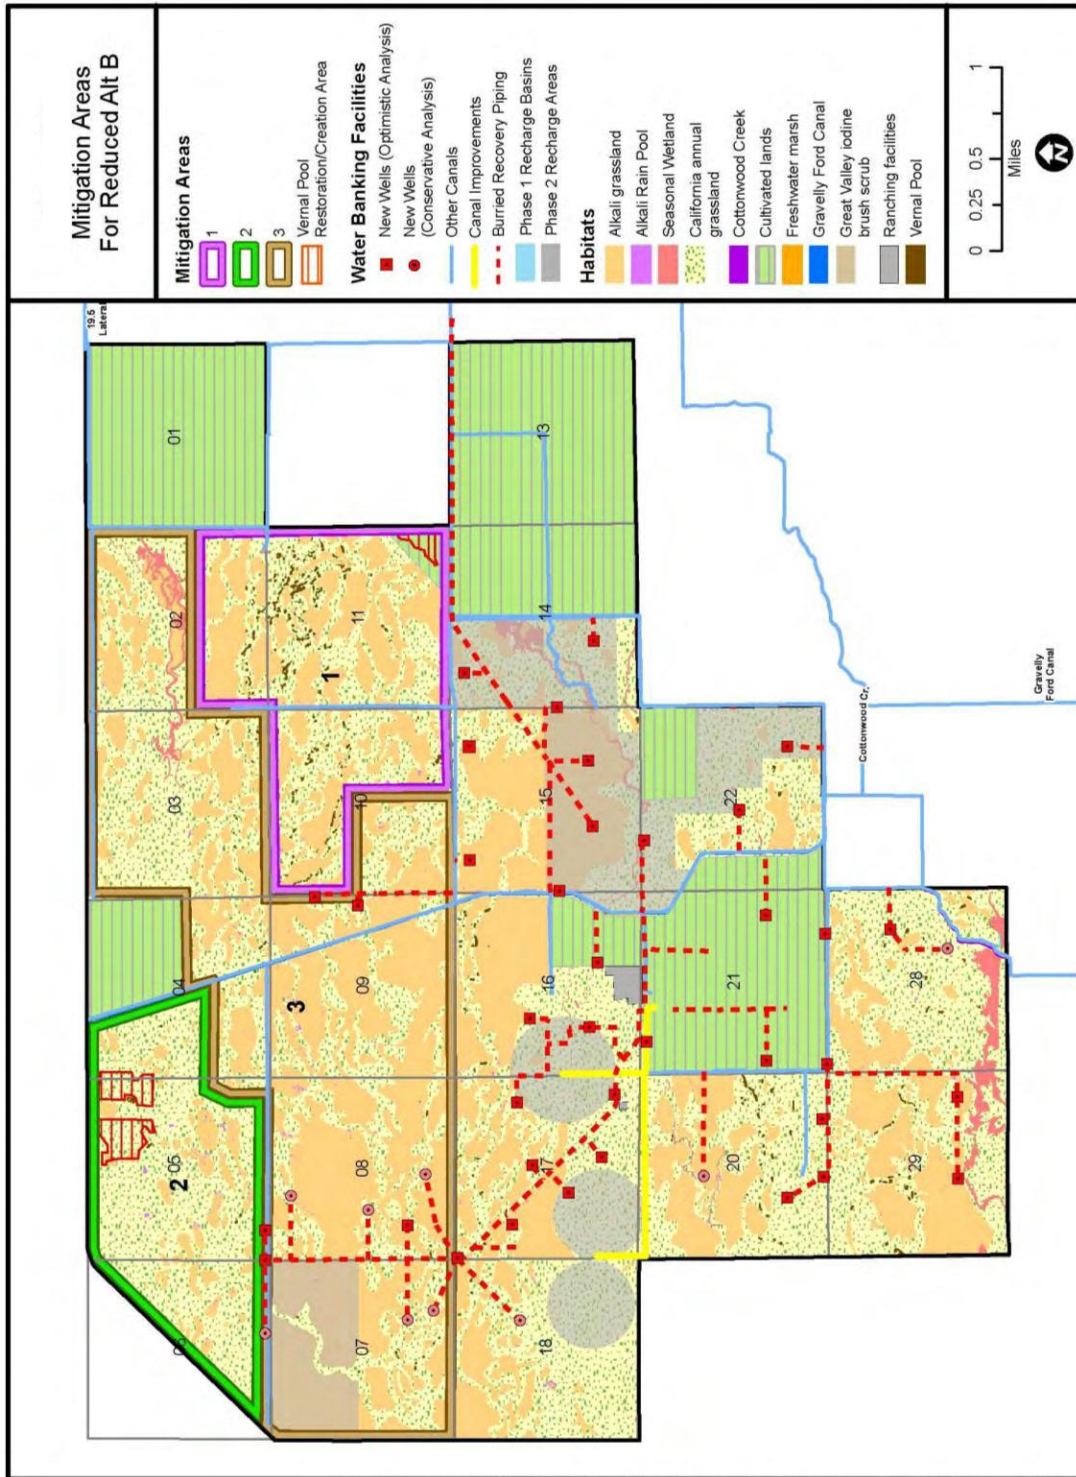 Mitigation Areas
For Reduced Alt B
Mitigation Areas
1
2
3
Vernal Pool
Restoration/Creation Area
Water Banking Facilities
New Wells (Optimistic Analysis)
New Wells
(Conservative Analysis)
Other Canals
Canal Improvements
Burried Recovery Piping
Phase 1 Recharge Basins
Phase 2 Recharge Areas
Habitats
Alkali grassland
Alkali Rain Pool
Seasonal Wetland
California annual
grassland
Cottonwood Creek
Cultivated lands
Freshwater marsh
Gravelly Ford Canal
Great Valley iodine
brush scrub
Ranching facilities
Vernal Pool
0 0.25 0.5 1
Miles
N
19.5
Lateral
04 03 02 01
05
2
3
1
07 08 09 10 11
18 17 16 15 14 13
20 21 22
29 28
Cottonwood Cr.
Gravelly
Ford Canal